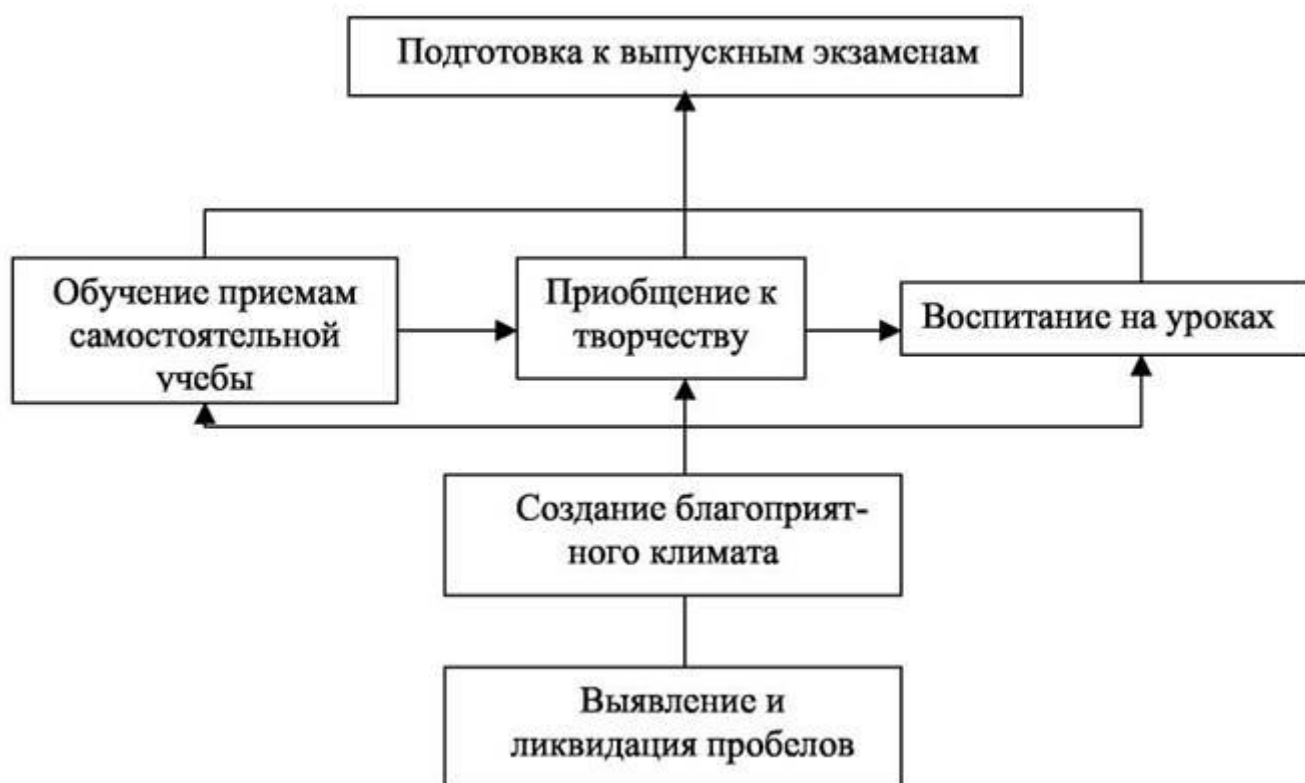 Подготовка к выпускным экзаменам
Обучение приемам
самостоятельной
учебы
Приобщение к
творчеству
Воспитание на уроках
Создание благоприят-
ного климата
Выявление и
ликвидация пробелов